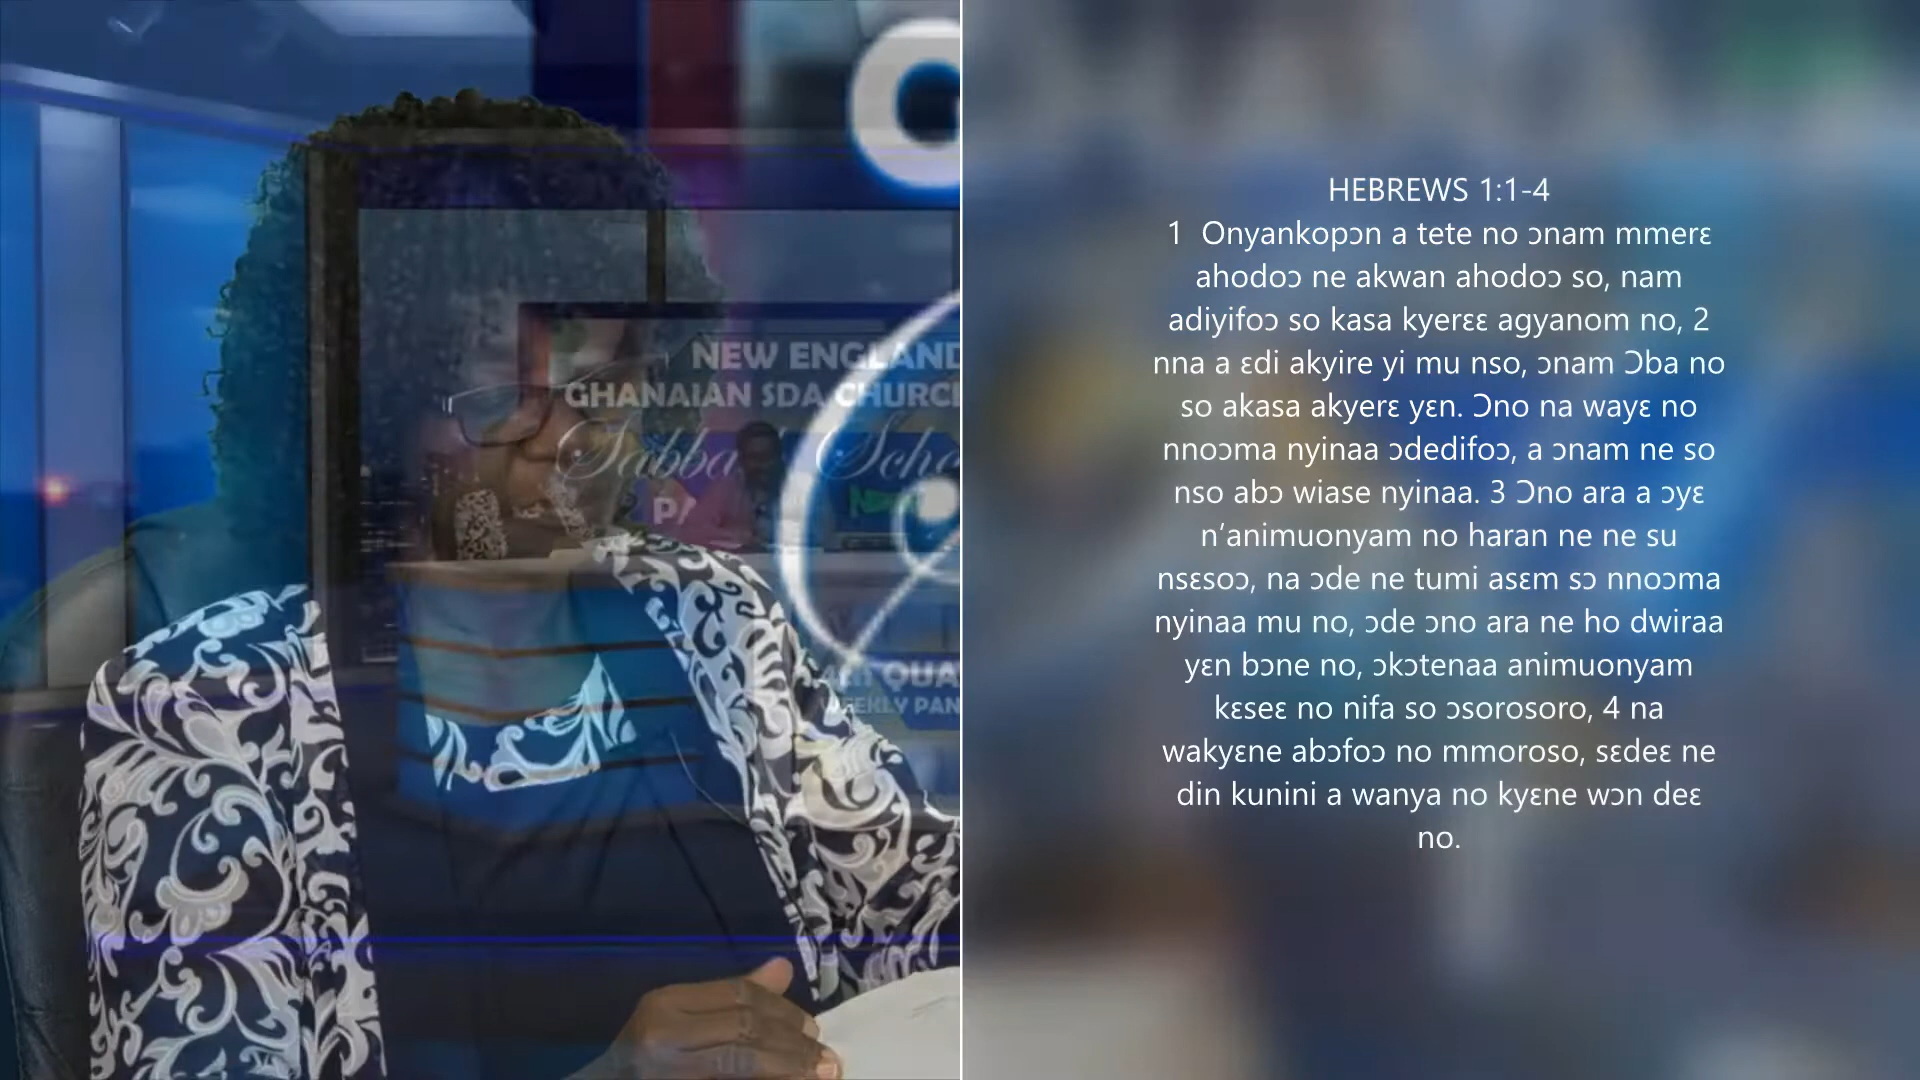 NEW ENGLAND
GHANAIAN SDA CHURCH
HEBREWS 1:1-4
1 Onyankopɔn a tete no ɔnam mmerɛ
ahodoɔ ne akwan ahodoɔ so, nam
adiyifoɔ so kasa kyerɛɛ agyanom no, 2
nna a ɛdi akyire yi mu nso, ɔnam Ɔba no
so akasa akyerɛ yɛn. Ɔno na wayɛ no
nnoɔma nyinaa ɔdedifoɔ, a ɔnam ne so
nso abɔ wiase nyinaa. 3 Ɔno ara a ɔyɛ
n’animuonyam no haran ne ne su
nsɛsoɔ, na ɔde ne tumi asɛm sɔ nnoɔma
nyinaa mu no, ɔde ɔno ara ne ho dwiraa
yɛn bɔne no, ɔkɔtenaa animuonyam
kɛseɛ no nifa so ɔsorosoro, 4 na
wakyɛne abɔfoɔ no mmoroso, sɛdeɛ ne
din kunini a wanya no kyɛne wɔn deɛ
no.